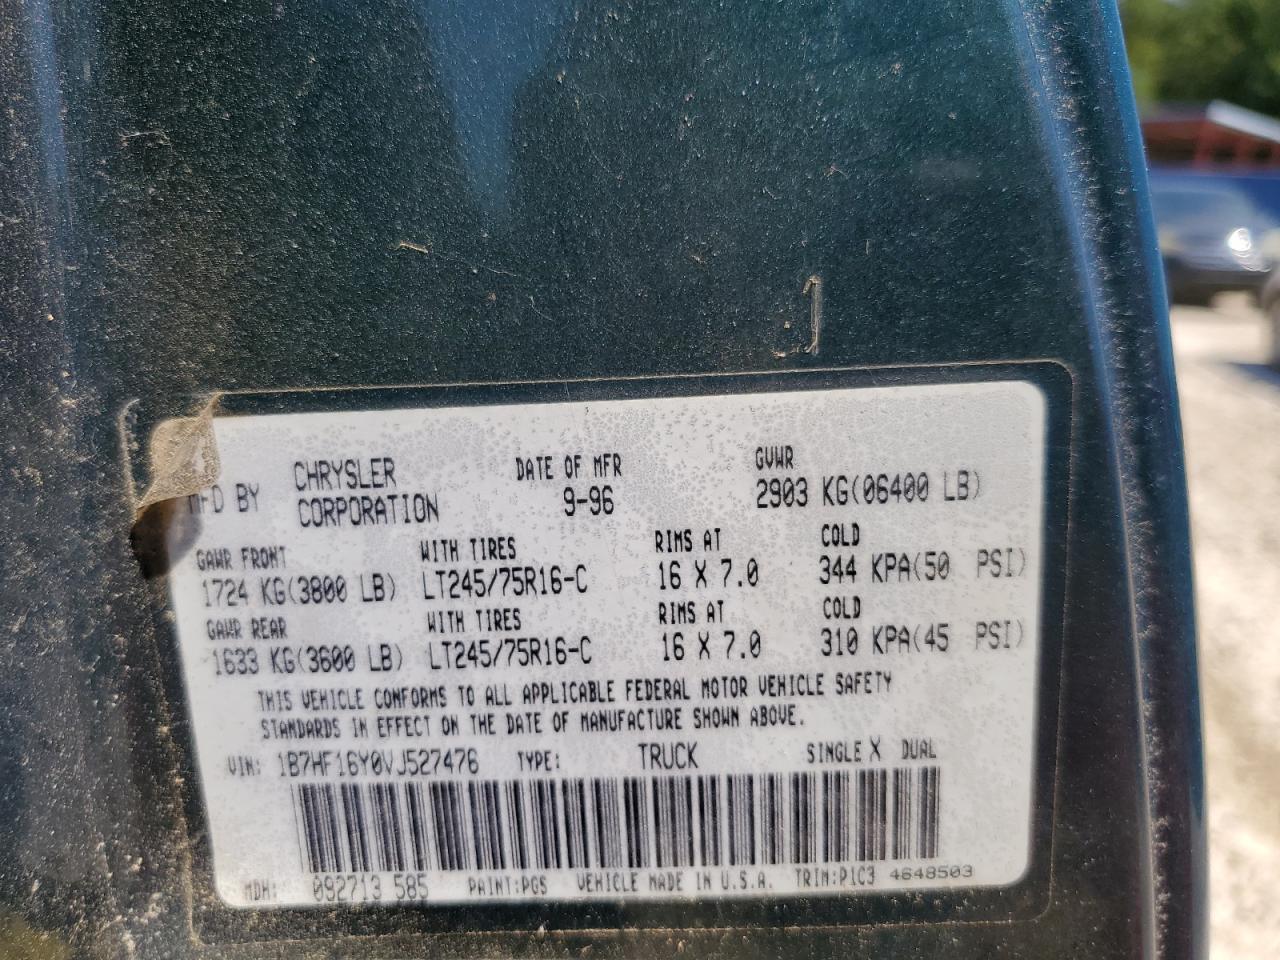 MFD BY CHRYSLER CORPORATION DATE OF MFR 9-96 GVWR 2903 KG(06400 LB)
GAWR FRONT WITH TIRES RIMS AT COLD
1724 KG(3800 LB) LT245/75R16-C 16 X 7.0 344 KPA(50 PSI)
GAWR REAR WITH TIRES RIMS AT COLD
1633 KG(3600 LB) LT245/75R16-C 16 X 7.0 310 KPA(45 PSI)
THIS VEHICLE CONFORMS TO ALL APPLICABLE FEDERAL MOTOR VEHICLE SAFETY
STANDARDS IN EFFECT ON THE DATE OF MANUFACTURE SHOWN ABOVE.
VIN: 1B7HF16Y0VJ527476 TYPE: TRUCK SINGLE X DUAL
MDH: 092713 585 PAINT:PGS VEHICLE MADE IN U.S.A. TRIM:P1C3 4648503